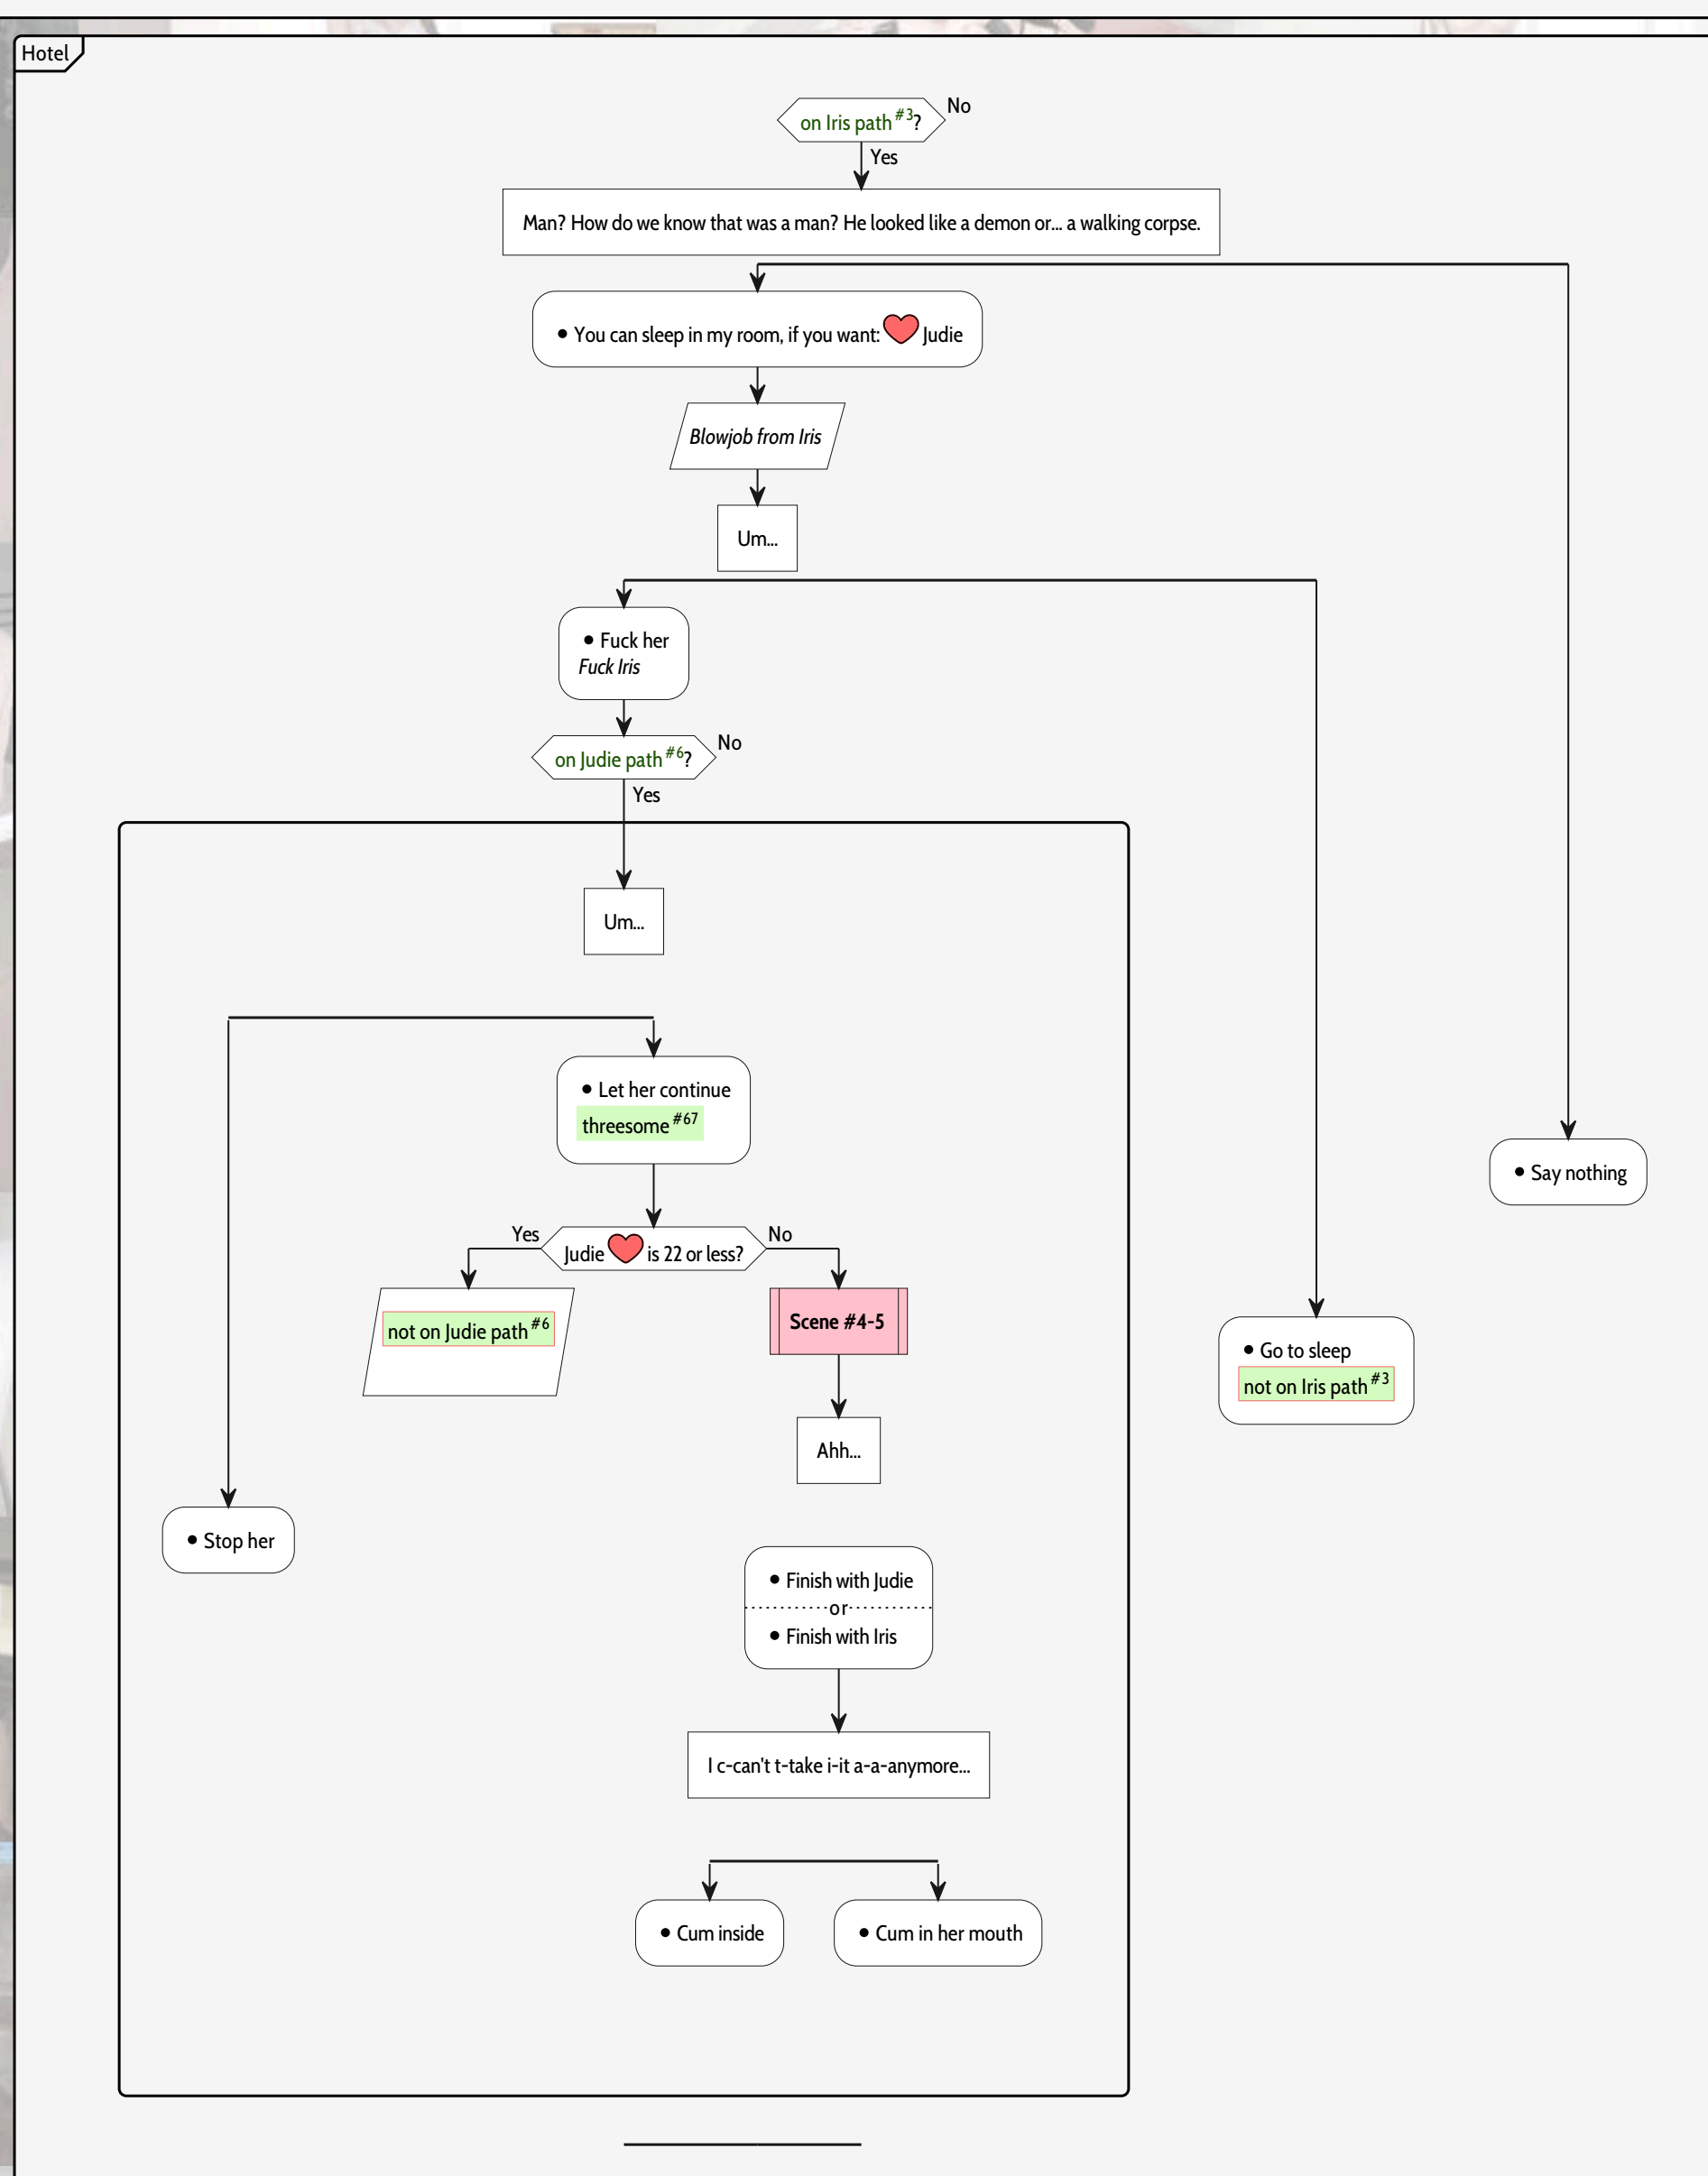 Hotel
on Iris path #3?
No
Yes
Man? How do we know that was a man? He looked like a demon or... a walking corpse.
• You can sleep in my room, if you want: ❤ Judie
Blowjob from Iris
Um...
• Fuck her
Fuck Iris
on Judie path #6?
No
Yes
Um...
• Let her continue
threesome #67
• Say nothing
Yes
Judie ❤ is 22 or less?
No
not on Judie path #6
Scene #4-5
• Go to sleep
not on Iris path #3
Ahh...
• Stop her
• Finish with Judie
or
• Finish with Iris
I c-can't t-take i-it a-a-anymore...
• Cum inside
• Cum in her mouth